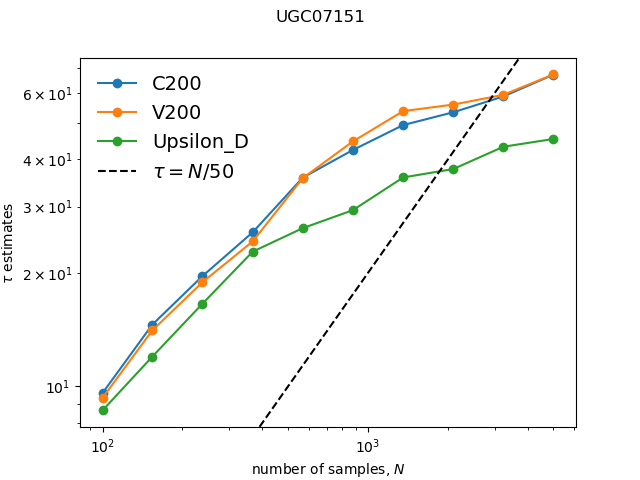 UGC07151
C200
V200
Upsilon_D
τ = N/50
6 × 10¹
4 × 10¹
3 × 10¹
2 × 10¹
10¹
τ estimates
10²
10³
number of samples, N